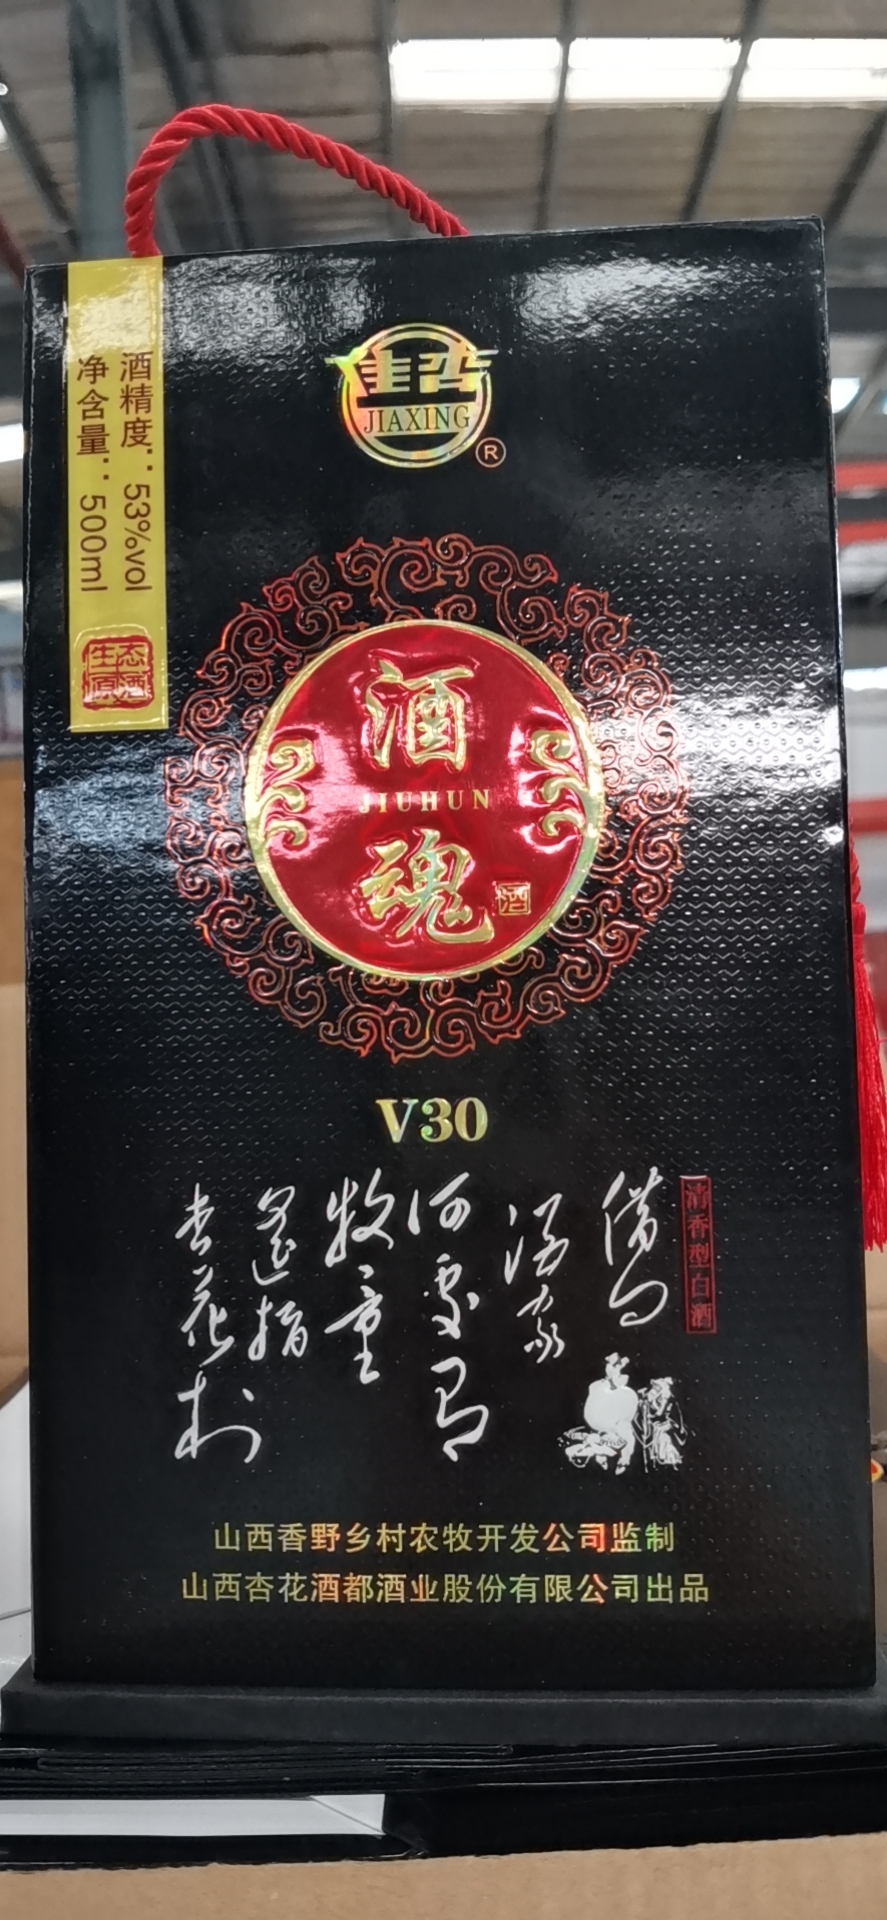 佳杏
JIAXING
®
酒精度：53%vol
净含量：500ml
生态
原酒
酒
JIUHUN
魂
酒
V30
清香型白酒
借问
酒家
何处有
牧童
遥指
杏花村
山西香野乡村农牧开发公司监制
山西杏花酒都酒业股份有限公司出品